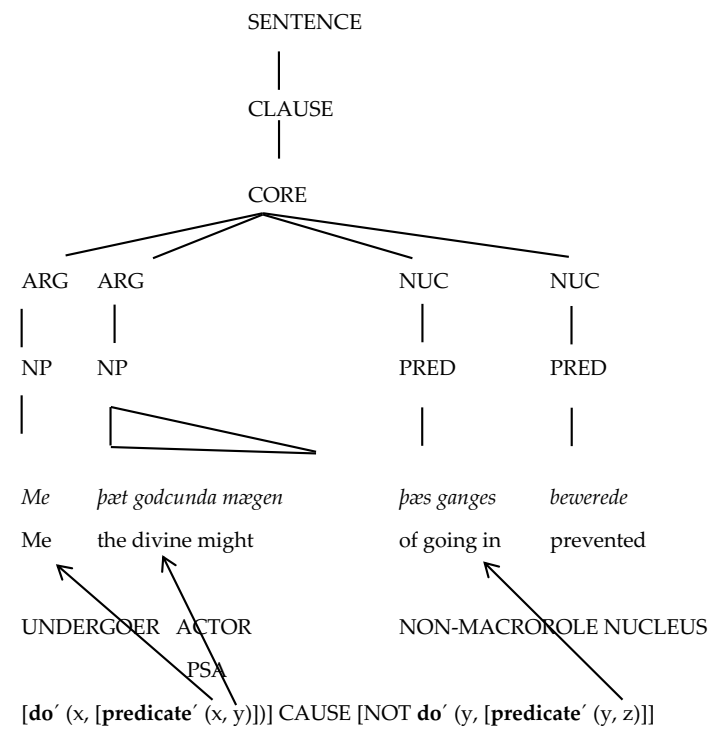 SENTENCE
CLAUSE
CORE
ARG ARG NUC NUC
NP NP PRED PRED
Me þæt godcunda mægen þæs ganges bewerede
Me the divine might of going in prevented
UNDERGOER ACTOR NON-MACROROLE NUCLEUS
PSA
[do′ (x, [predicate′ (x, y)])] CAUSE [NOT do′ (y, [predicate′ (y, z)]]